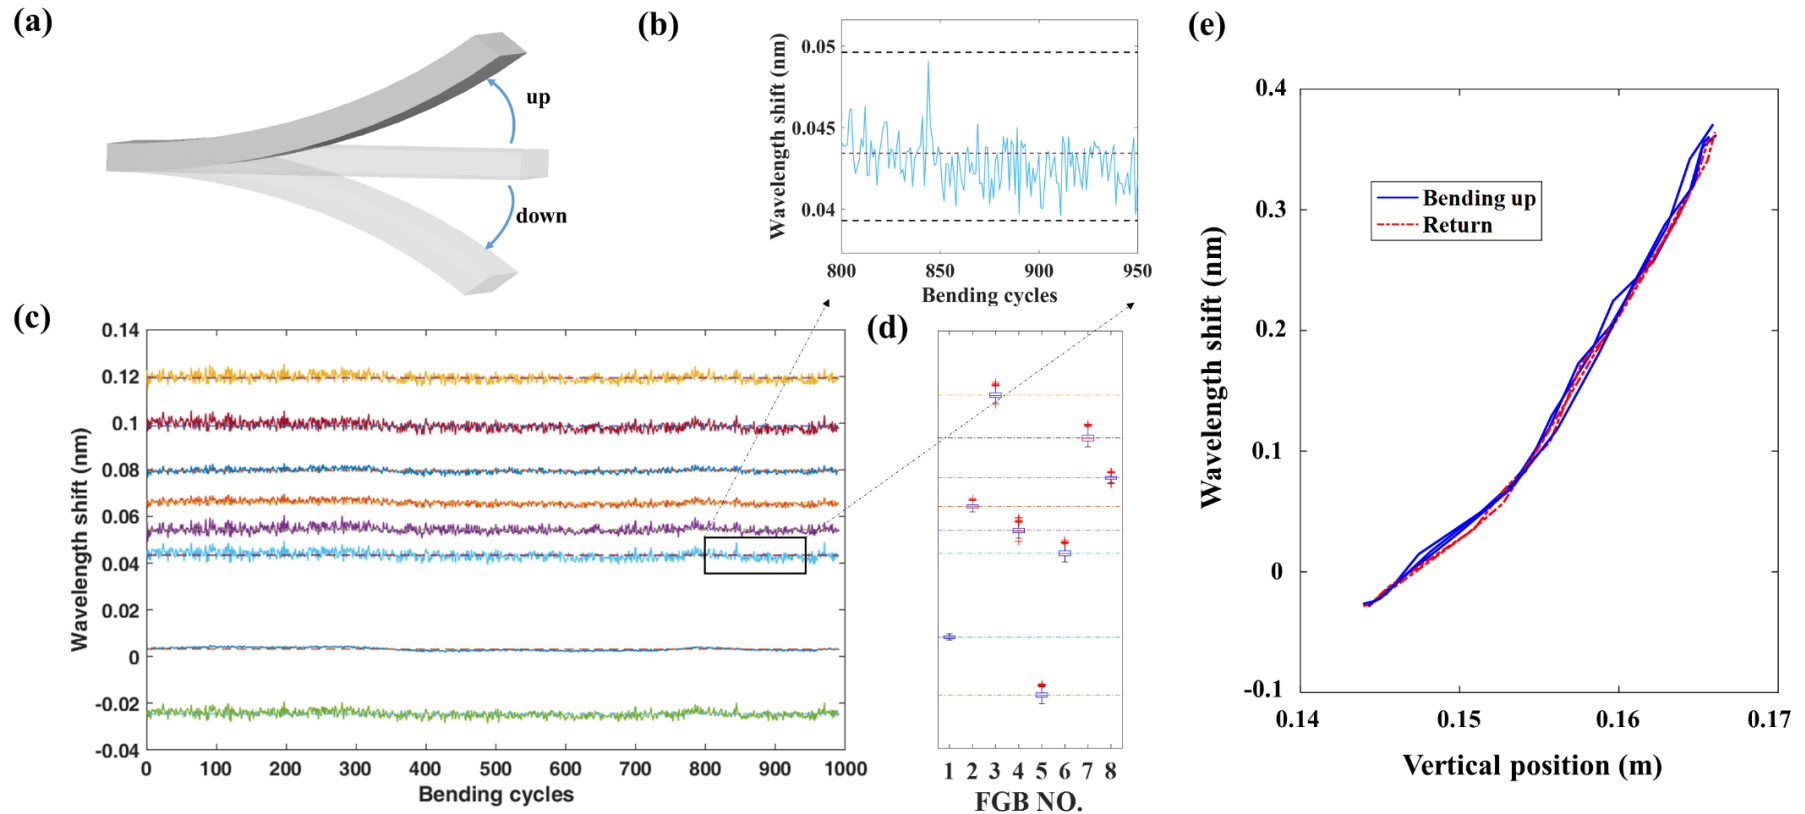 (a)
up
down
(b)
Wavelength shift (nm)
0.05
0.045
0.04
800 850 900 950
Bending cycles
(c)
Wavelength shift (nm)
0.14
0.12
0.1
0.08
0.06
0.04
0.02
0
-0.02
-0.04
0 100 200 300 400 500 600 700 800 900 1000
Bending cycles
(d)
1 2 3 4 5 6 7 8
FGB NO.
(e)
Wavelength shift (nm)
0.4
0.3
0.2
0.1
0
-0.1
Bending up
Return
0.14 0.15 0.16 0.17
Vertical position (m)